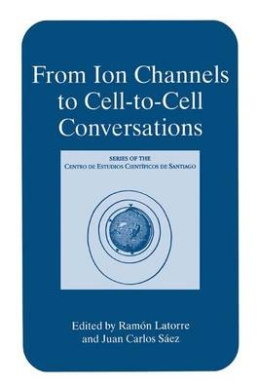 From Ion Channels
to Cell-to-Cell
Conversations
SERIES OF THE
CENTRO DE ESTUDIOS CIENTÍFICOS DE SANTIAGO
Edited by Ramón Latorre
and Juan Carlos Sáez